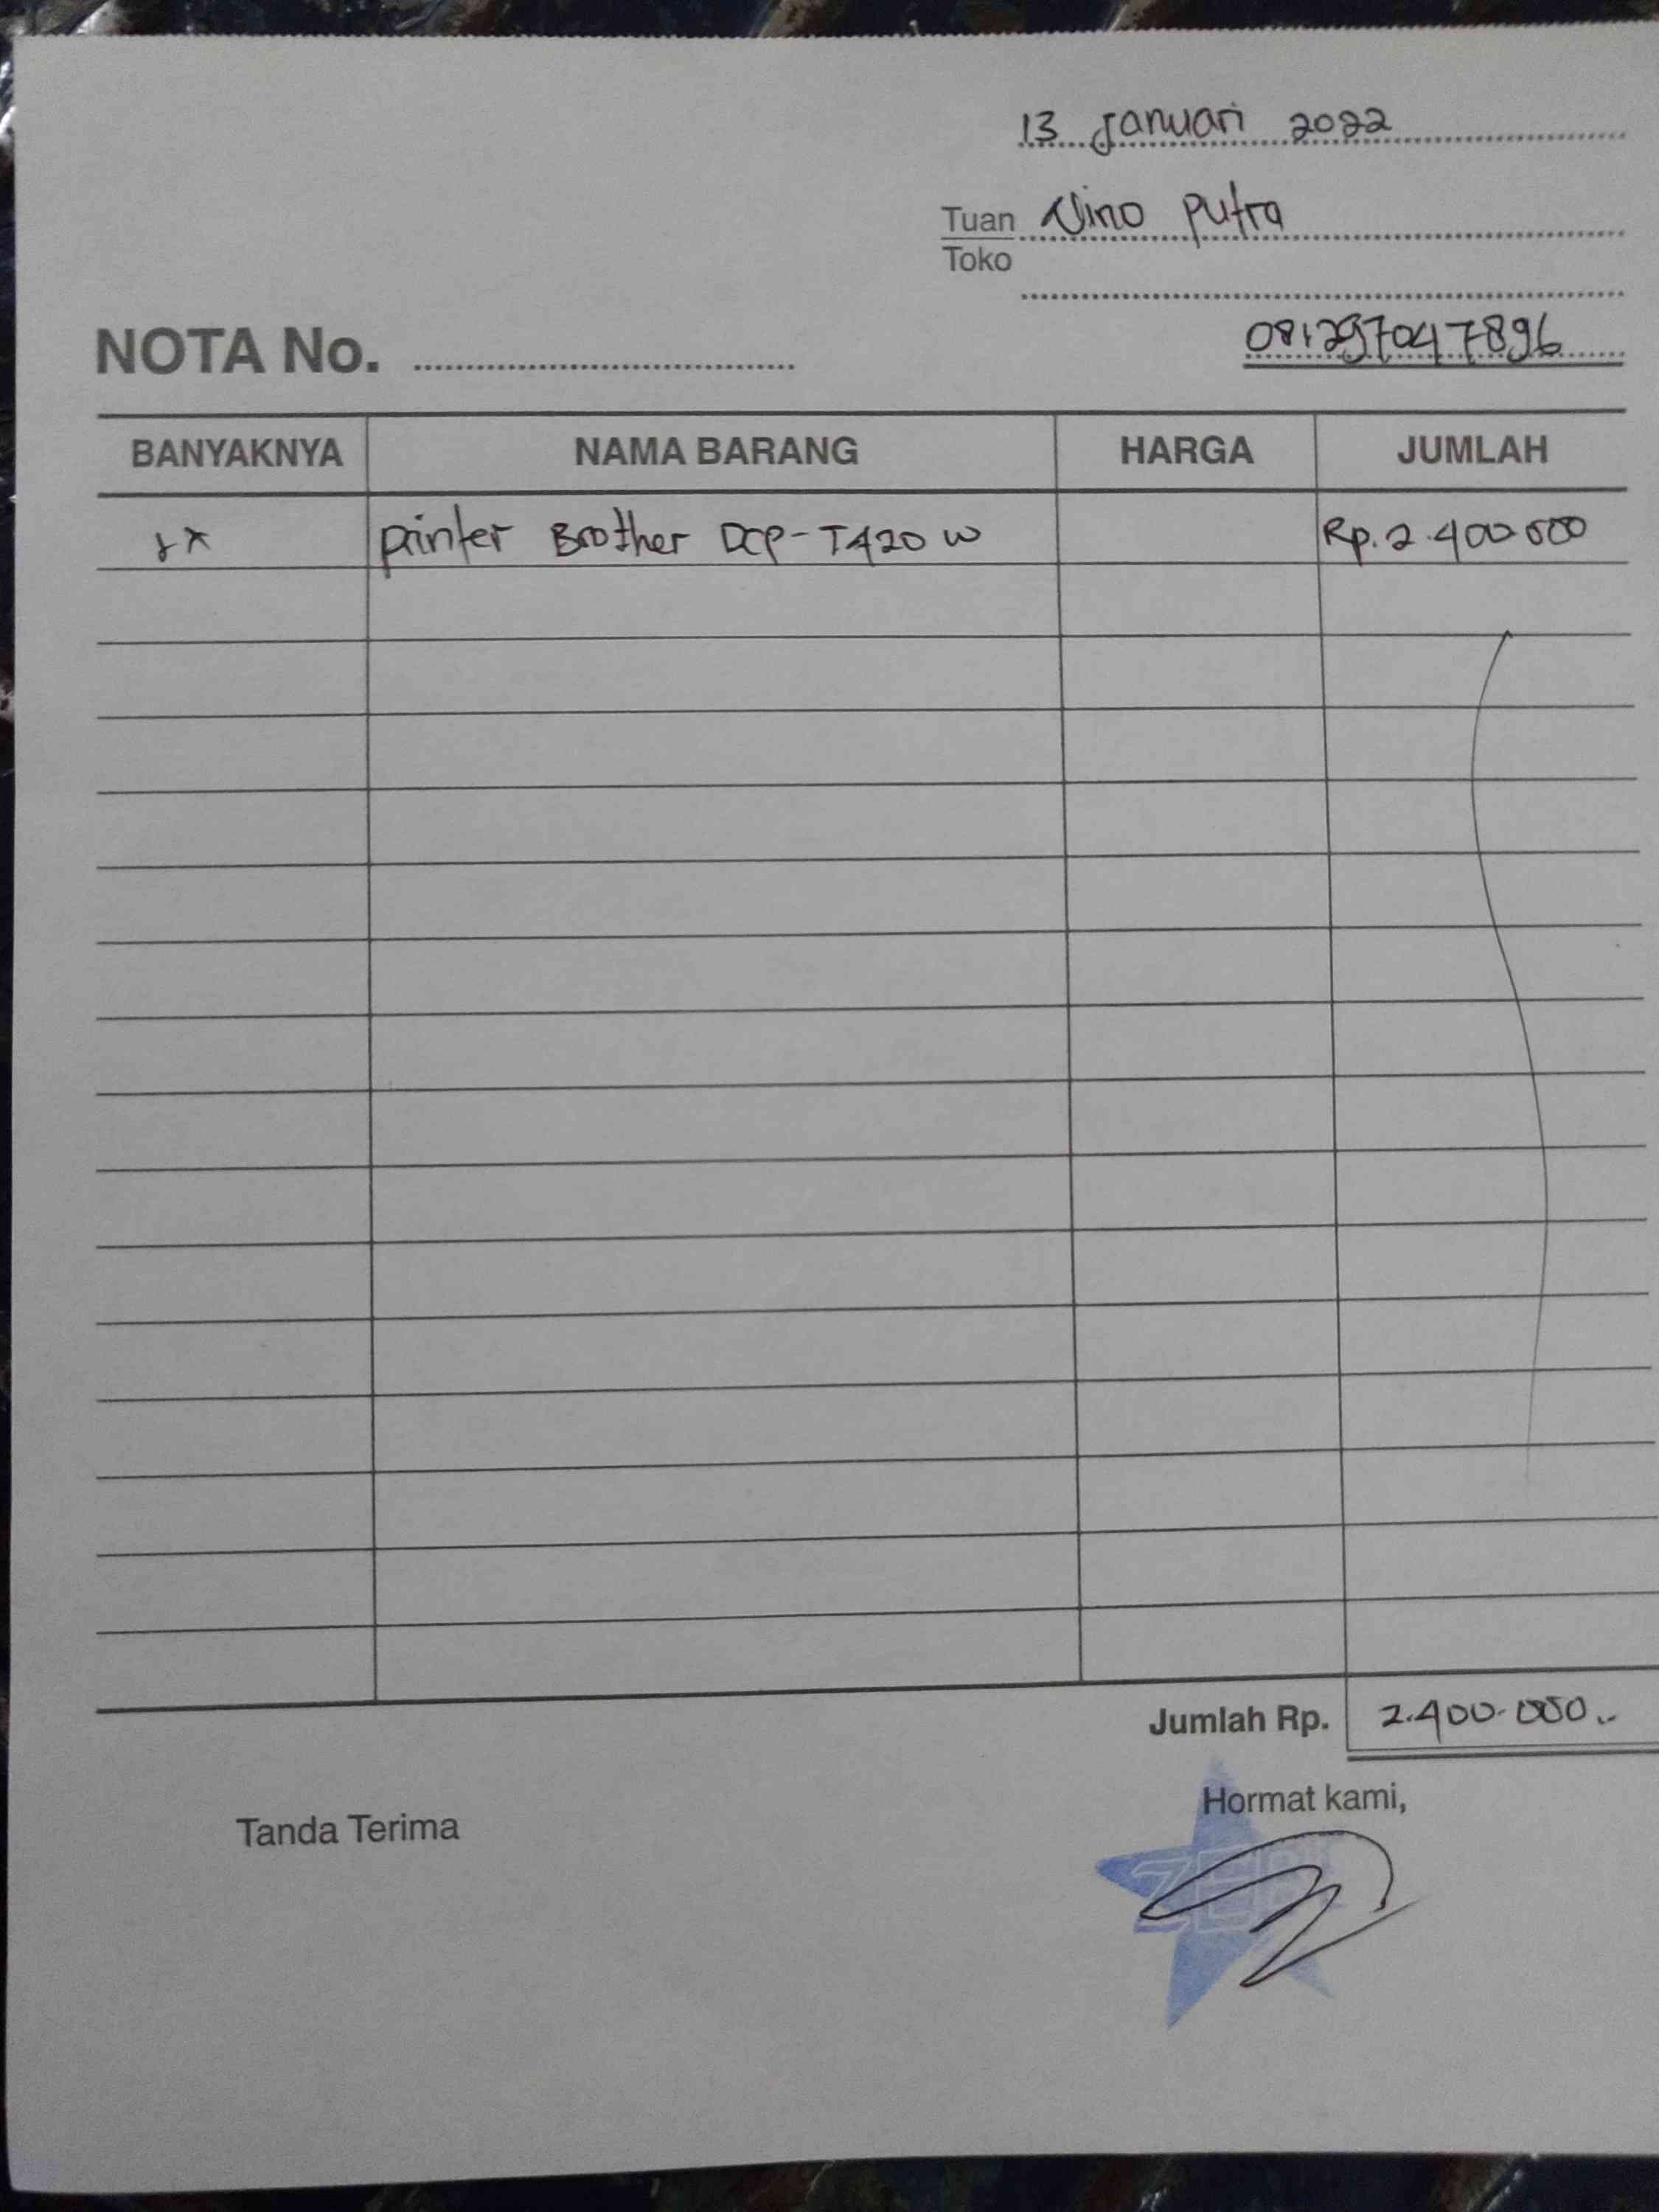 13 Januari 2022
Tuan Nino Putra
Toko
NOTA No.
081297047896
BANYAKNYA NAMA BARANG HARGA JUMLAH
1x Printer Brother DCP-T420 W Rp. 2.400.000
Jumlah Rp. 2.400.000..
Hormat kami,
Tanda Terima